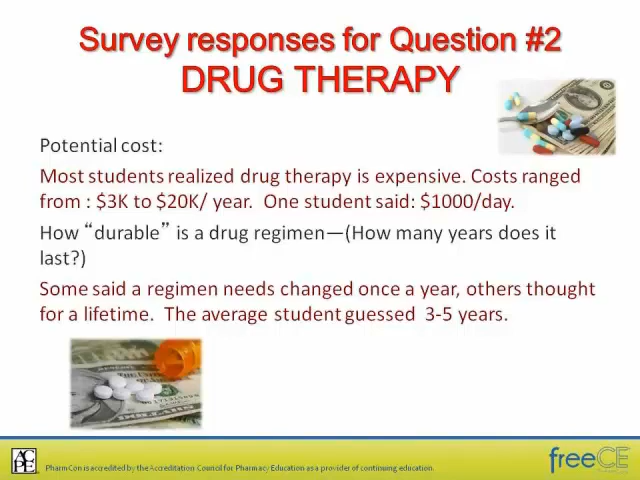 Survey responses for Question #2
DRUG THERAPY
Potential cost:
Most students realized drug therapy is expensive. Costs ranged
from : $3K to $20K/ year.  One student said: $1000/day.
How “durable” is a drug regimen—(How many years does it
last?)
Some said a regimen needs changed once a year, others thought
for a lifetime.  The average student guessed  3-5 years.
ACPE
PharmCon is accredited by the Accreditation Council for Pharmacy Education as a provider of continuing education.
freeCE